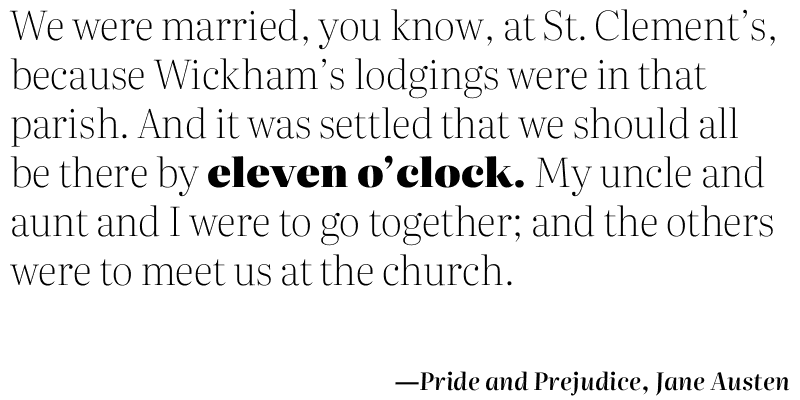 We were married, you know, at St. Clement’s,
because Wickham’s lodgings were in that
parish. And it was settled that we should all
be there by eleven o’clock. My uncle and
aunt and I were to go together; and the others
were to meet us at the church.
—Pride and Prejudice, Jane Austen